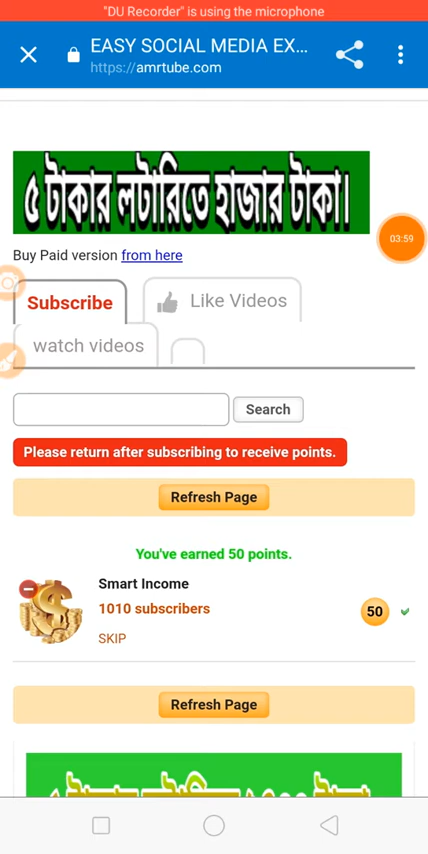 "DU Recorder" is using the microphone
EASY SOCIAL MEDIA EX...
https://amrtube.com
৫ টাকার লটারিতে হাজার টাকা।
03:59
Buy Paid version from here
Subscribe
Like Videos
watch videos
Search
Please return after subscribing to receive points.
Refresh Page
You've earned 50 points.
Smart Income
1010 subscribers
50
SKIP
Refresh Page